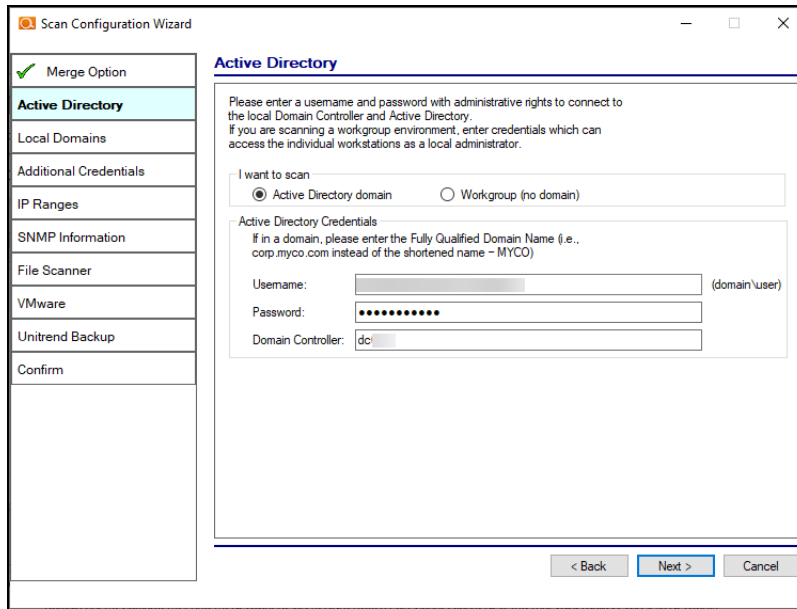 Scan Configuration Wizard
Merge Option
Active Directory
Local Domains
Additional Credentials
IP Ranges
SNMP Information
File Scanner
VMware
Unitrend Backup
Confirm
Active Directory
Please enter a username and password with administrative rights to connect to
the local Domain Controller and Active Directory.
If you are scanning a workgroup environment, enter credentials which can
access the individual workstations as a local administrator.
I want to scan
Active Directory domain Workgroup (no domain)
Active Directory Credentials
If in a domain, please enter the Fully Qualified Domain Name (i.e.,
corp.myco.com instead of the shortened name – MYCO)
Username: (domain\user)
Password: ●●●●●●●●●●●
Domain Controller: dc
< Back Next > Cancel